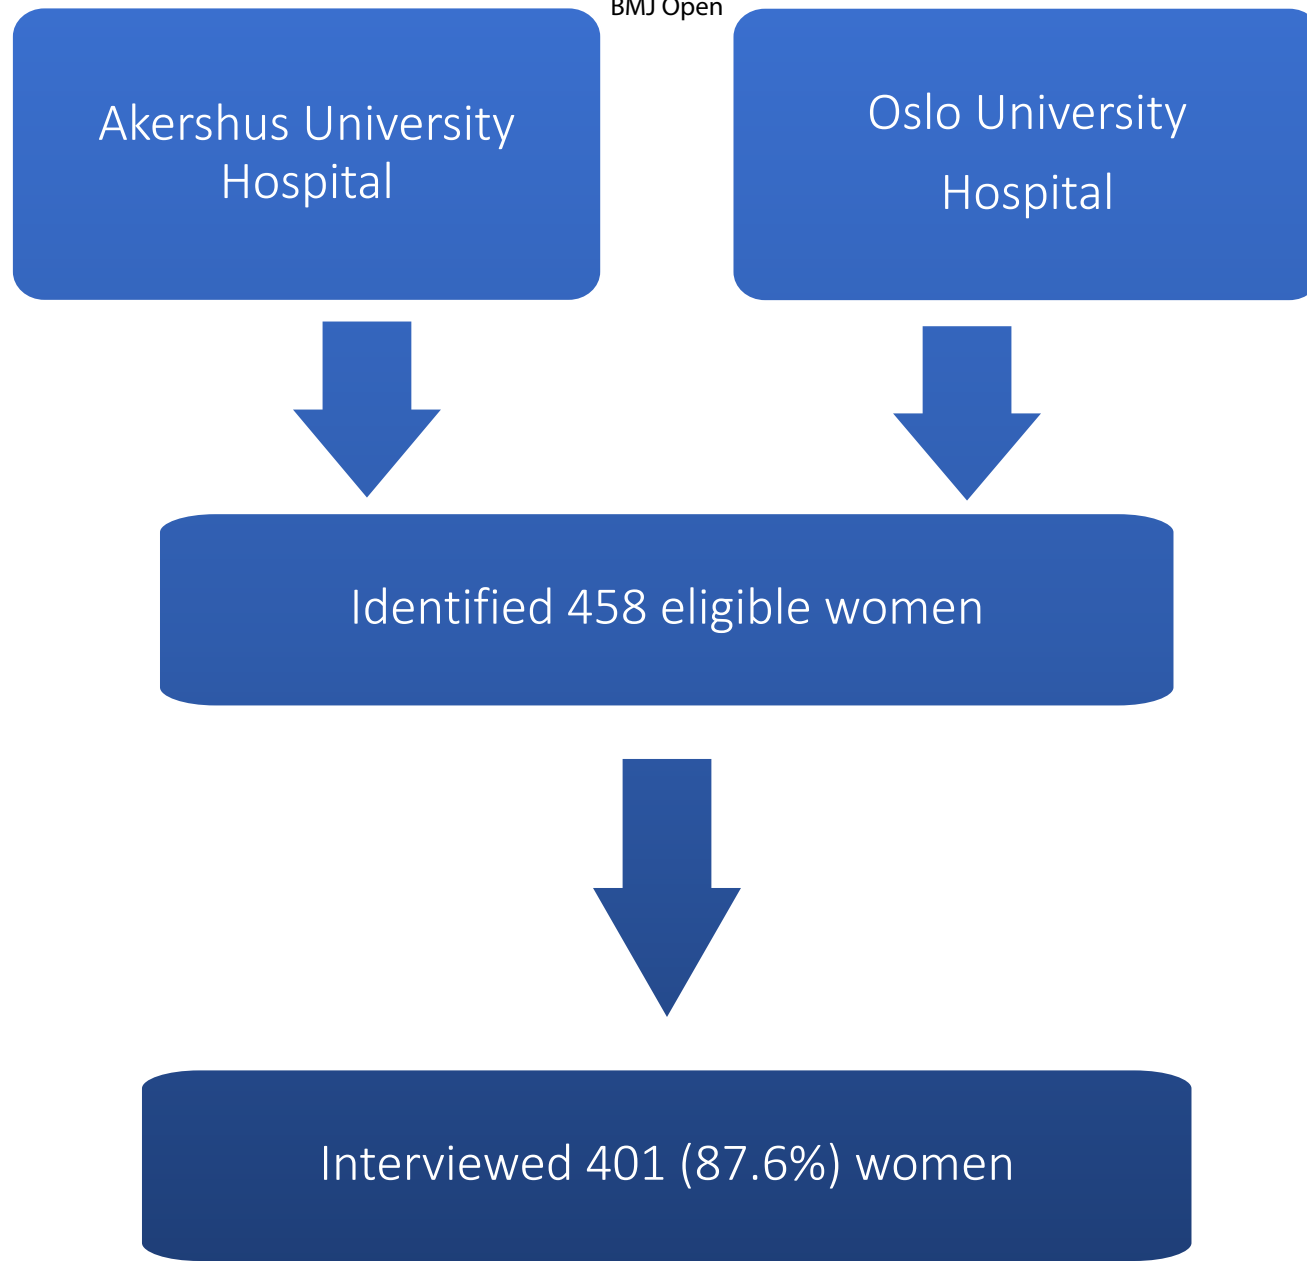 BMJ Open
Akershus University
Hospital
Oslo University
Hospital
Identified 458 eligible women
Interviewed 401 (87.6%) women